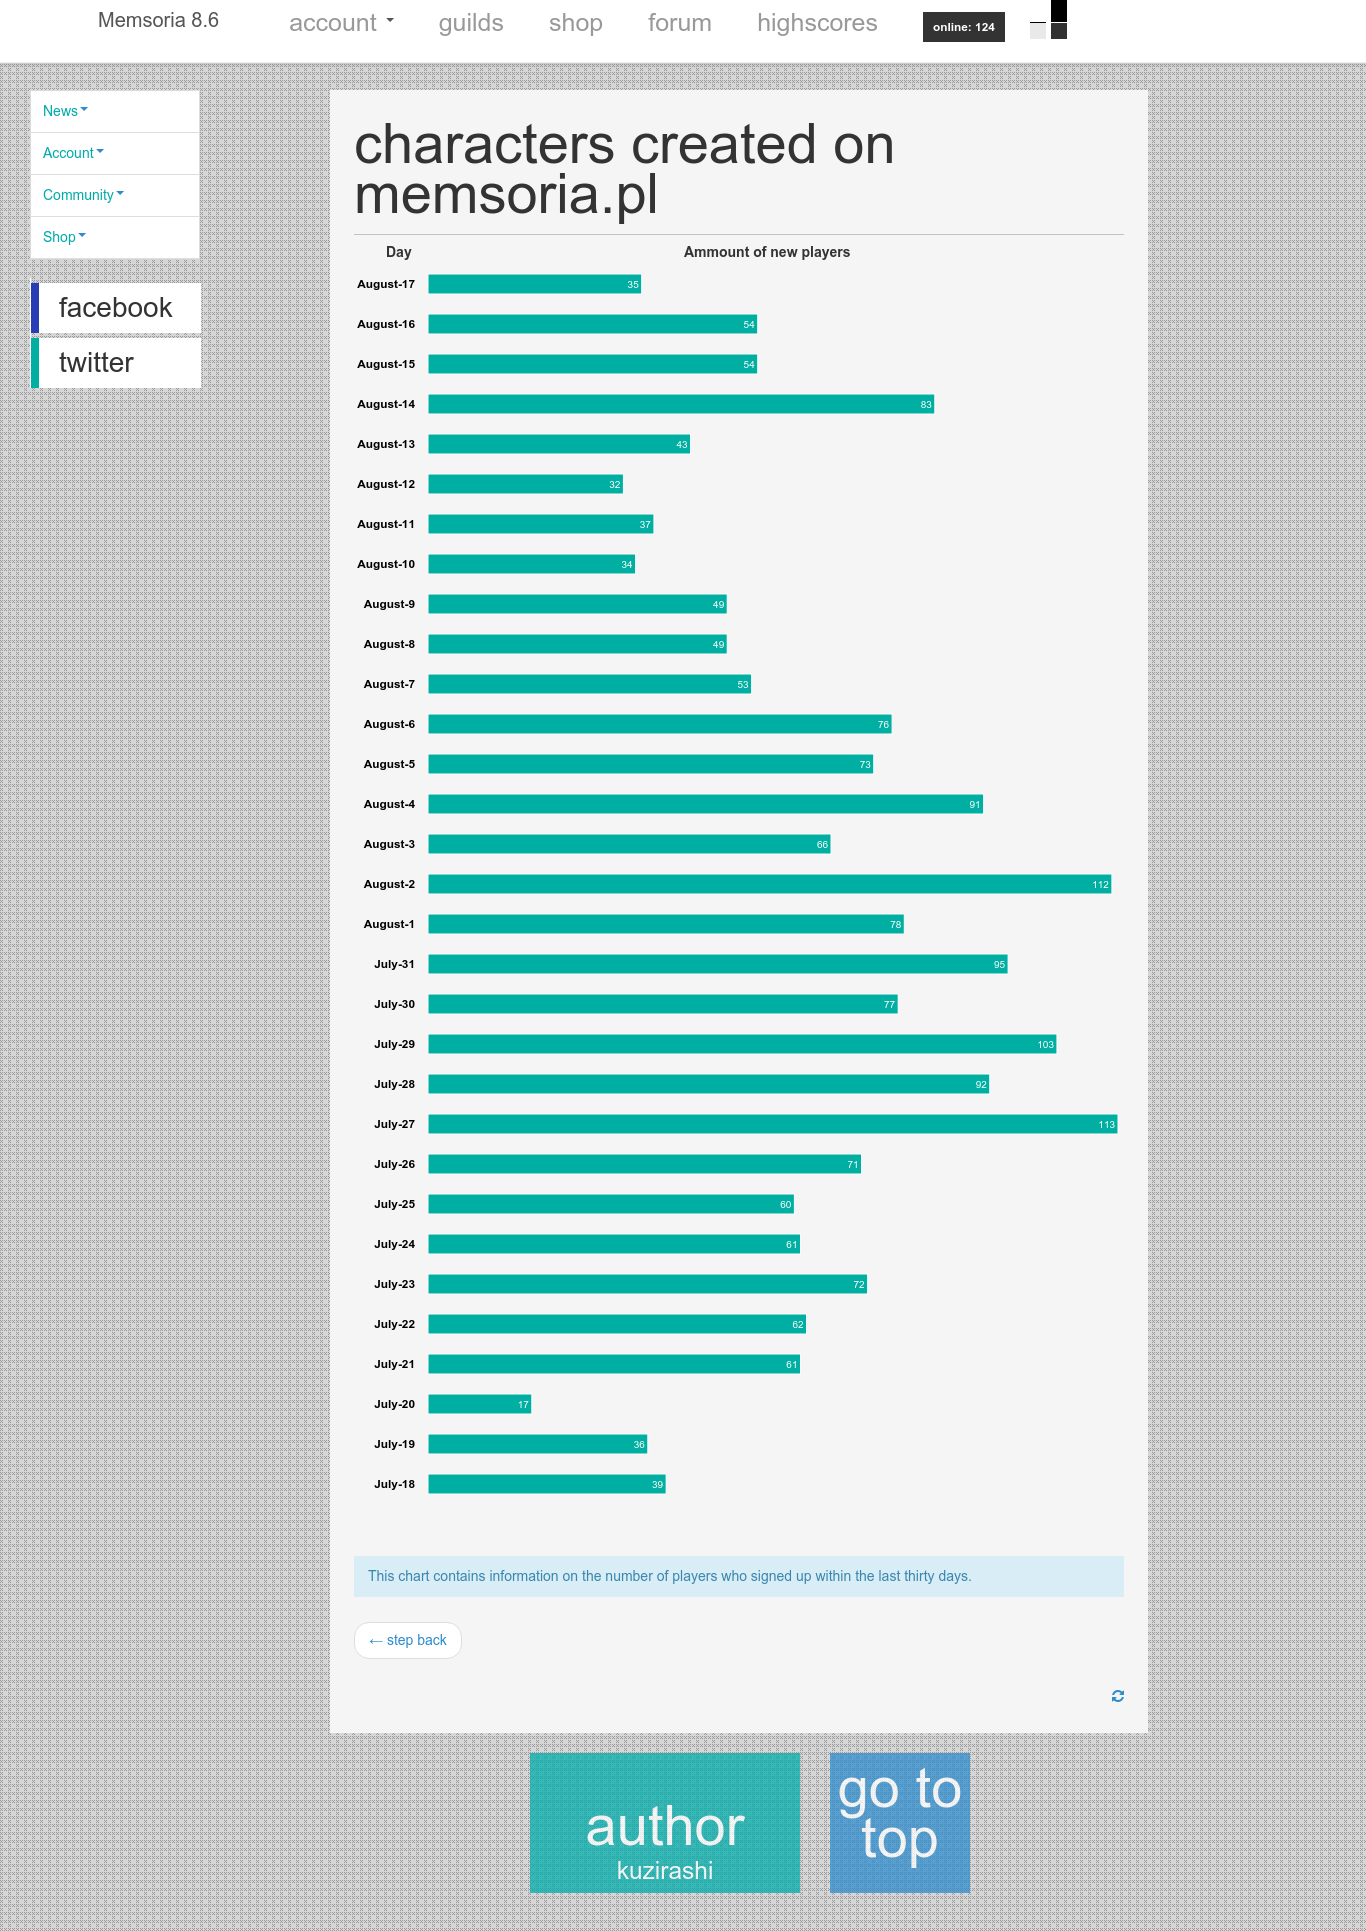 Memsoria 8.6
account guilds shop forum highscores online: 124
News
Account
Community
Shop
facebook
twitter
characters created on
memsoria.pl
Day Ammount of new players
August-17 35
August-16 54
August-15 54
August-14 83
August-13 43
August-12 32
August-11 37
August-10 34
August-9 49
August-8 49
August-7 53
August-6 76
August-5 73
August-4 91
August-3 66
August-2 112
August-1 78
July-31 95
July-30 77
July-29 103
July-28 92
July-27 113
July-26 71
July-25 60
July-24 61
July-23 72
July-22 62
July-21 61
July-20 17
July-19 36
July-18 39
This chart contains information on the number of players who signed up within the last thirty days.
← step back
author
kuzirashi
go to
top